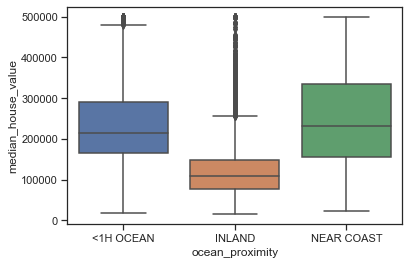 500000
400000
300000
200000
100000
0
median_house_value
<1H OCEAN
INLAND
NEAR COAST
ocean_proximity